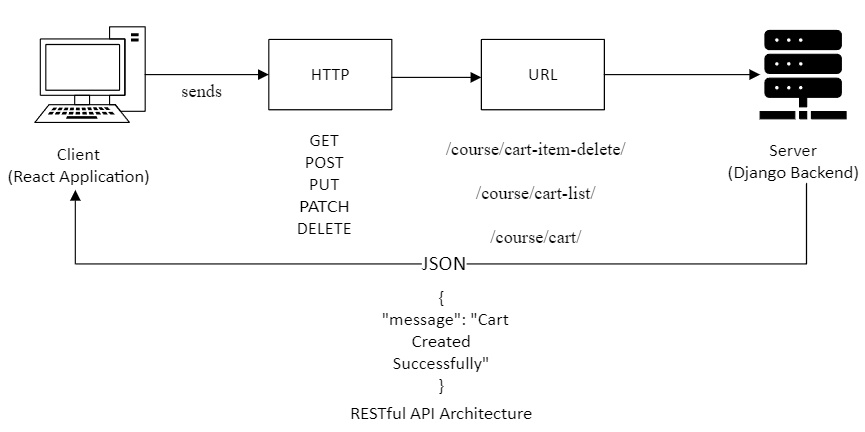 HTTP
URL
sends
Client
(React Application)
GET
POST
PUT
PATCH
DELETE
/course/cart-item-delete/
/course/cart-list/
/course/cart/
Server
(Django Backend)
JSON
{
"message": "Cart
Created
Successfully"
}
RESTful API Architecture